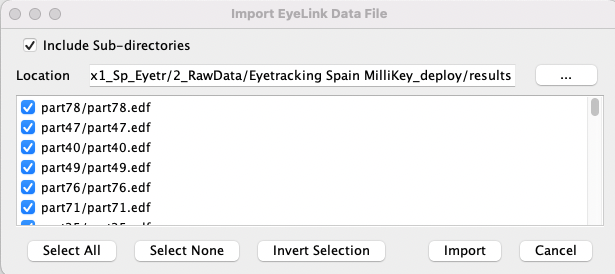 Import EyeLink Data File
Include Sub-directories
Location x1_Sp_Eyetr/2_RawData/Eyetracking Spain MilliKey_deploy/results ...
part78/part78.edf
part47/part47.edf
part40/part40.edf
part49/part49.edf
part76/part76.edf
part71/part71.edf
Select All Select None Invert Selection Import Cancel